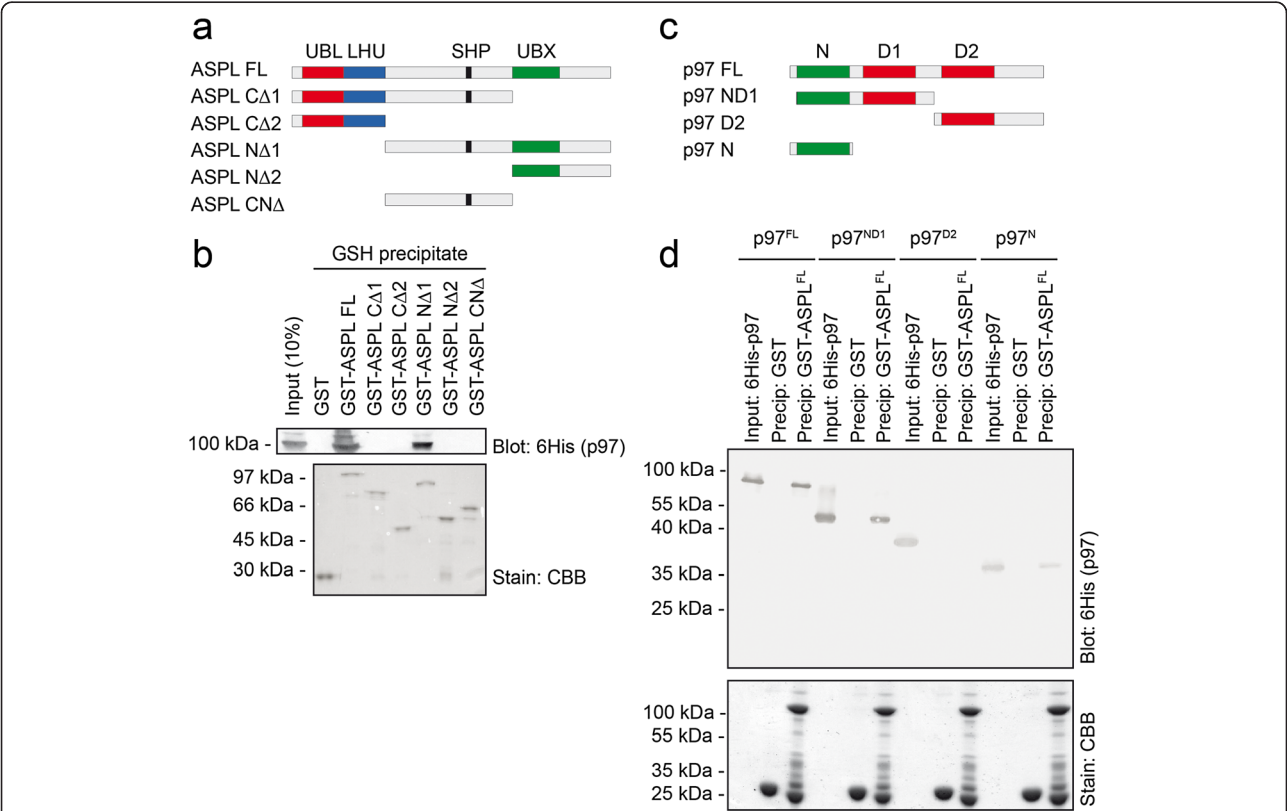 a
UBL LHU SHP UBX
ASPL FL
ASPL CΔ1
ASPL CΔ2
ASPL NΔ1
ASPL NΔ2
ASPL CNΔ
b
GSH precipitate
Input (10%)
GST
GST-ASPL FL
GST-ASPL CΔ1
GST-ASPL CΔ2
GST-ASPL NΔ1
GST-ASPL NΔ2
GST-ASPL CNΔ
100 kDa -
Blot: 6His (p97)
97 kDa -
66 kDa -
45 kDa -
30 kDa -
Stain: CBB
c
N D1 D2
p97 FL
p97 ND1
p97 D2
p97 N
d
p97FL p97ND1 p97D2 p97N
Input: 6His-p97
Precip: GST
Precip: GST-ASPLFL
Input: 6His-p97
Precip: GST
Precip: GST-ASPLFL
Input: 6His-p97
Precip: GST
Precip: GST-ASPLFL
Input: 6His-p97
Precip: GST
Precip: GST-ASPLFL
100 kDa -
55 kDa -
40 kDa -
35 kDa -
25 kDa -
Blot: 6His (p97)
100 kDa -
55 kDa -
35 kDa -
25 kDa -
Stain: CBB